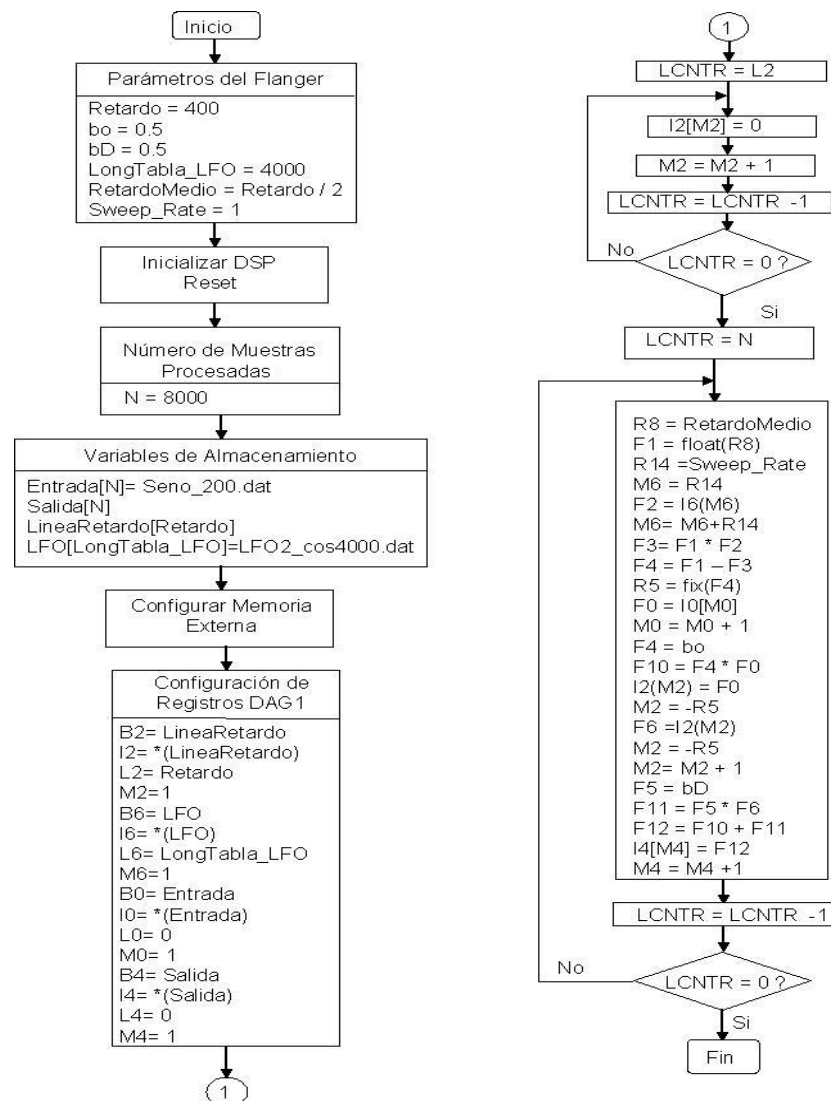 Inicio
Parámetros del Flanger
Retardo = 400
bo = 0.5
bD = 0.5
LongTabla_LFO = 4000
RetardoMedio = Retardo / 2
Sweep_Rate = 1
Inicializar DSP
Reset
Número de Muestras
Procesadas
N = 8000
Variables de Almacenamiento
Entrada[N]= Seno_200.dat
Salida[N]
LineaRetardo[Retardo]
LFO[LongTabla_LFO]=LFO2_cos4000.dat
Configurar Memoria
Externa
Configuración de
Registros DAG1
B2= LineaRetardo
I2= *(LineaRetardo)
L2= Retardo
M2=1
B6= LFO
I6= *(LFO)
L6= LongTabla_LFO
M6=1
B0= Entrada
I0= *(Entrada)
L0= 0
M0= 1
B4= Salida
I4= *(Salida)
L4= 0
M4= 1
1
1
LCNTR = L2
I2[M2] = 0
M2 = M2 + 1
LCNTR = LCNTR -1
No
LCNTR = 0 ?
Si
LCNTR = N
R8 = RetardoMedio
F1 = float(R8)
R14 =Sweep_Rate
M6 = R14
F2 = I6(M6)
M6= M6+R14
F3= F1 * F2
F4 = F1 – F3
R5 = fix(F4)
F0 = I0[M0]
M0 = M0 + 1
F4 = bo
F10 = F4 * F0
I2(M2) = F0
M2 = -R5
F6 =I2(M2)
M2 = -R5
M2= M2 + 1
F5 = bD
F11 = F5 * F6
F12 = F10 + F11
I4[M4] = F12
M4 = M4 +1
LCNTR = LCNTR -1
No
LCNTR = 0 ?
Si
Fin